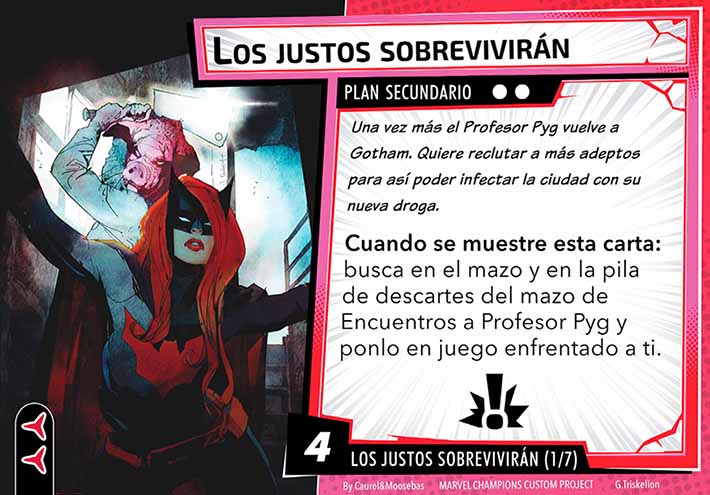 Los justos sobrevivirán
PLAN SECUNDARIO
Una vez más el Profesor Pyg vuelve a
Gotham. Quiere reclutar a más adeptos
para así poder infectar la ciudad con su
nueva droga.
Cuando se muestre esta carta:
busca en el mazo y en la pila
de descartes del mazo de
Encuentros a Profesor Pyg y
ponlo en juego enfrentado a ti.
4
LOS JUSTOS SOBREVIVIRÁN (1/7)
By Caurel&Moosebas MARVEL CHAMPIONS CUSTOM PROJECT G.Triskelion